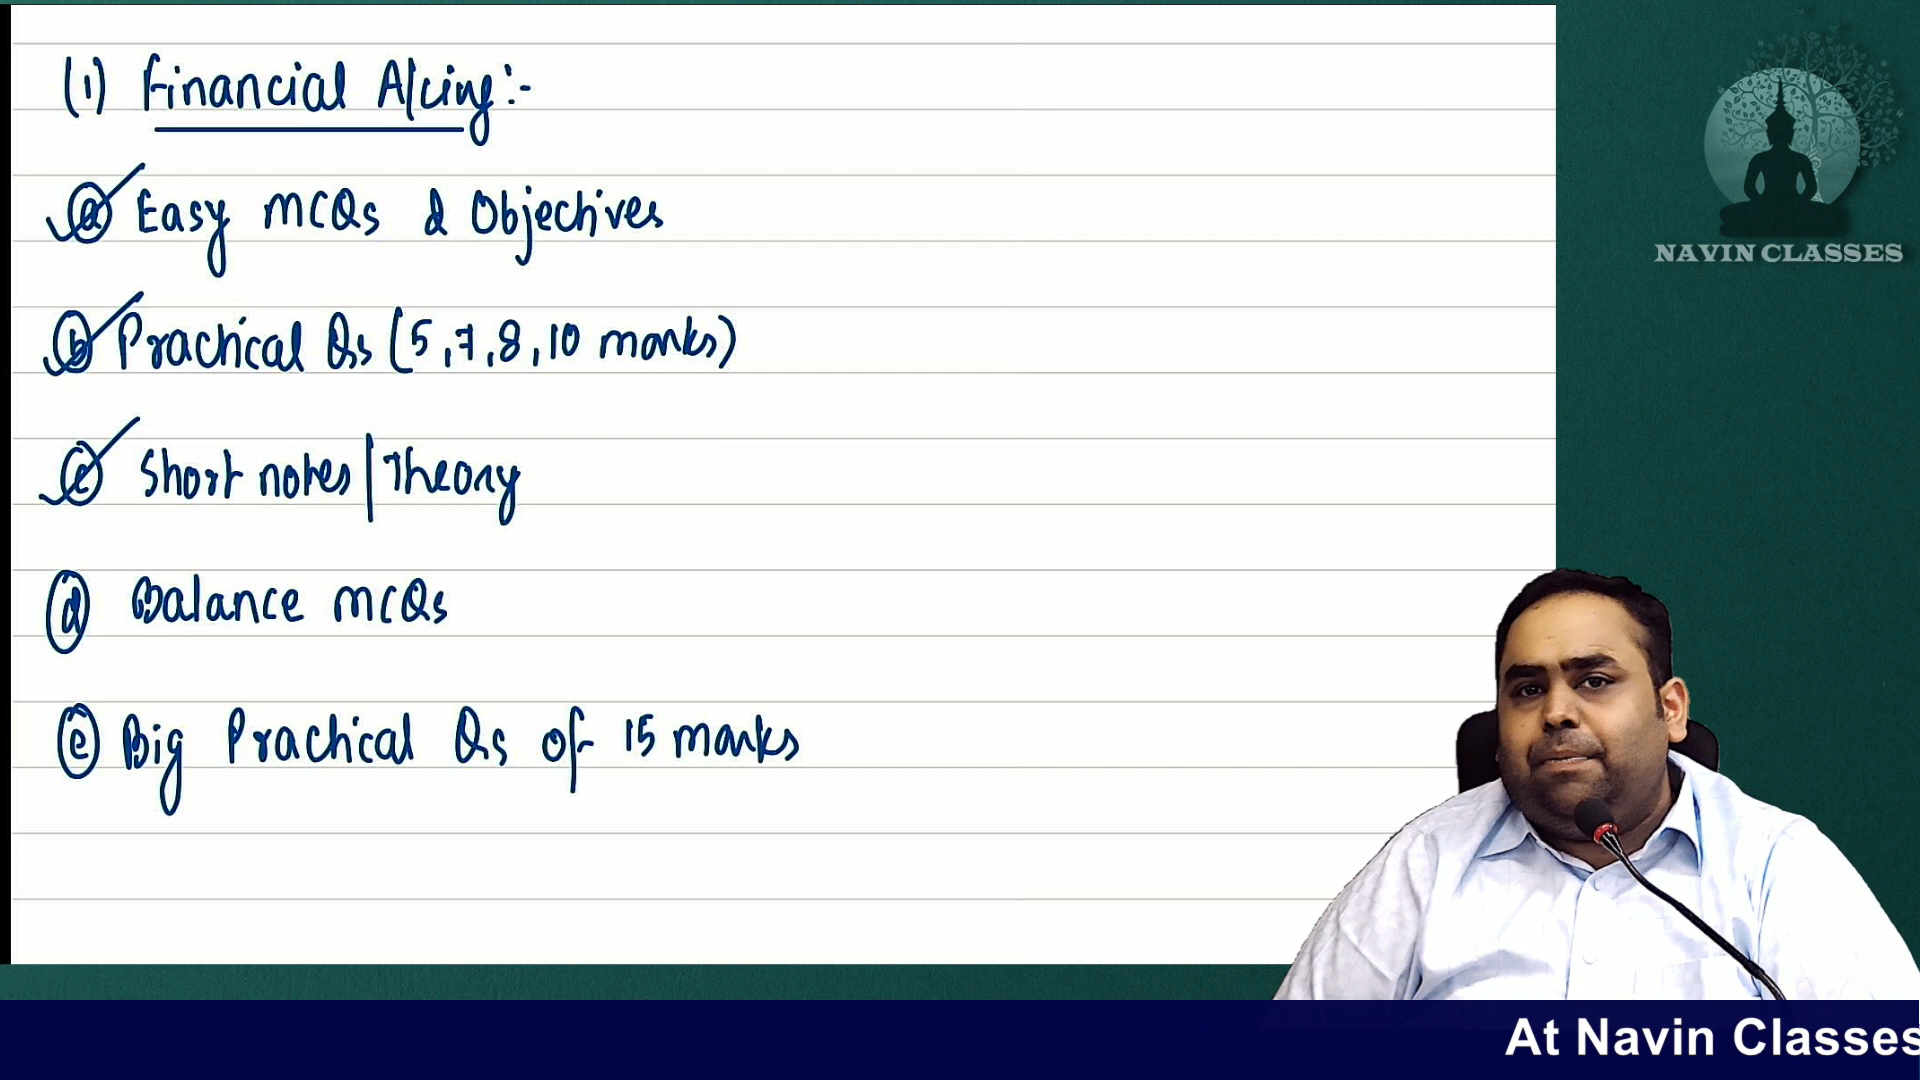 (1) Financial A/cing:-
(a) Easy MCQs & Objectives
(b) Practical Qs (5,7,8,10 marks)
(c) Short notes | Theory
(d) Balance MCQs
(e) Big Practical Qs of 15 marks
NAVIN CLASSES
At Navin Classes